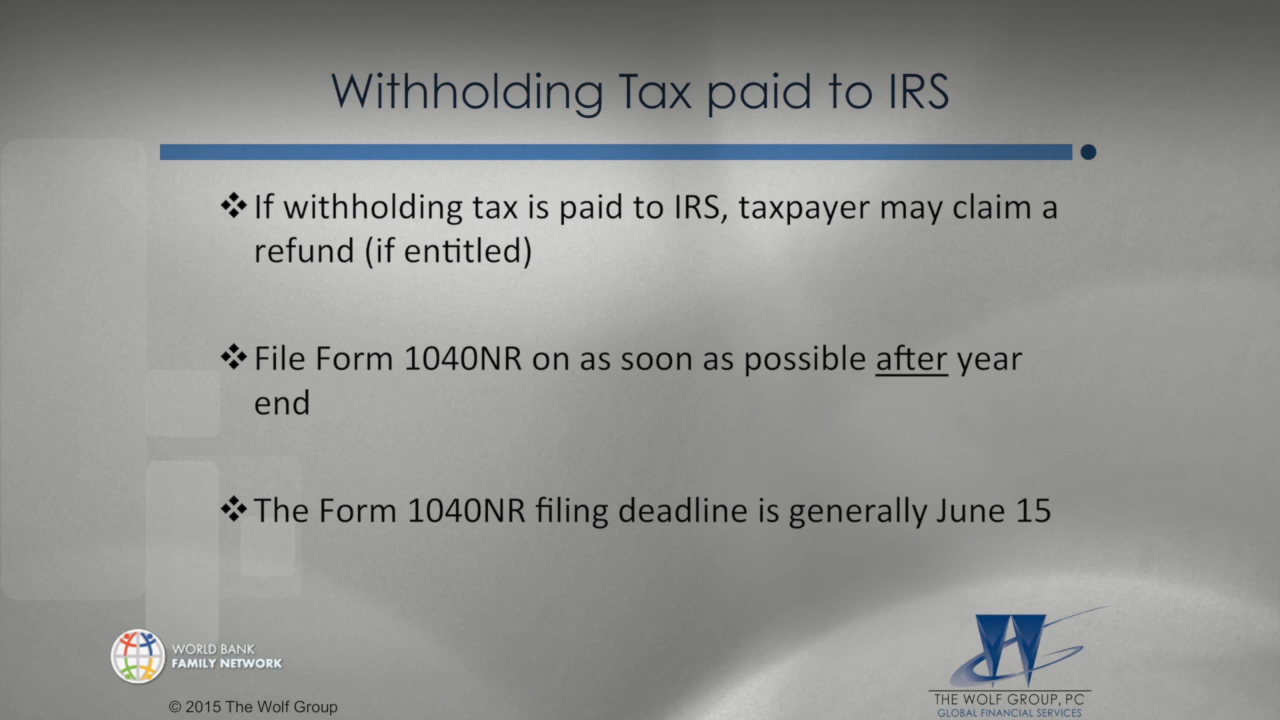 Withholding Tax paid to IRS
❖ If withholding tax is paid to IRS, taxpayer may claim a
refund (if entitled)
❖ File Form 1040NR on as soon as possible after year
end
❖ The Form 1040NR filing deadline is generally June 15
WORLD BANK
FAMILY NETWORK
© 2015 The Wolf Group
THE WOLF GROUP, PC
GLOBAL FINANCIAL SERVICES